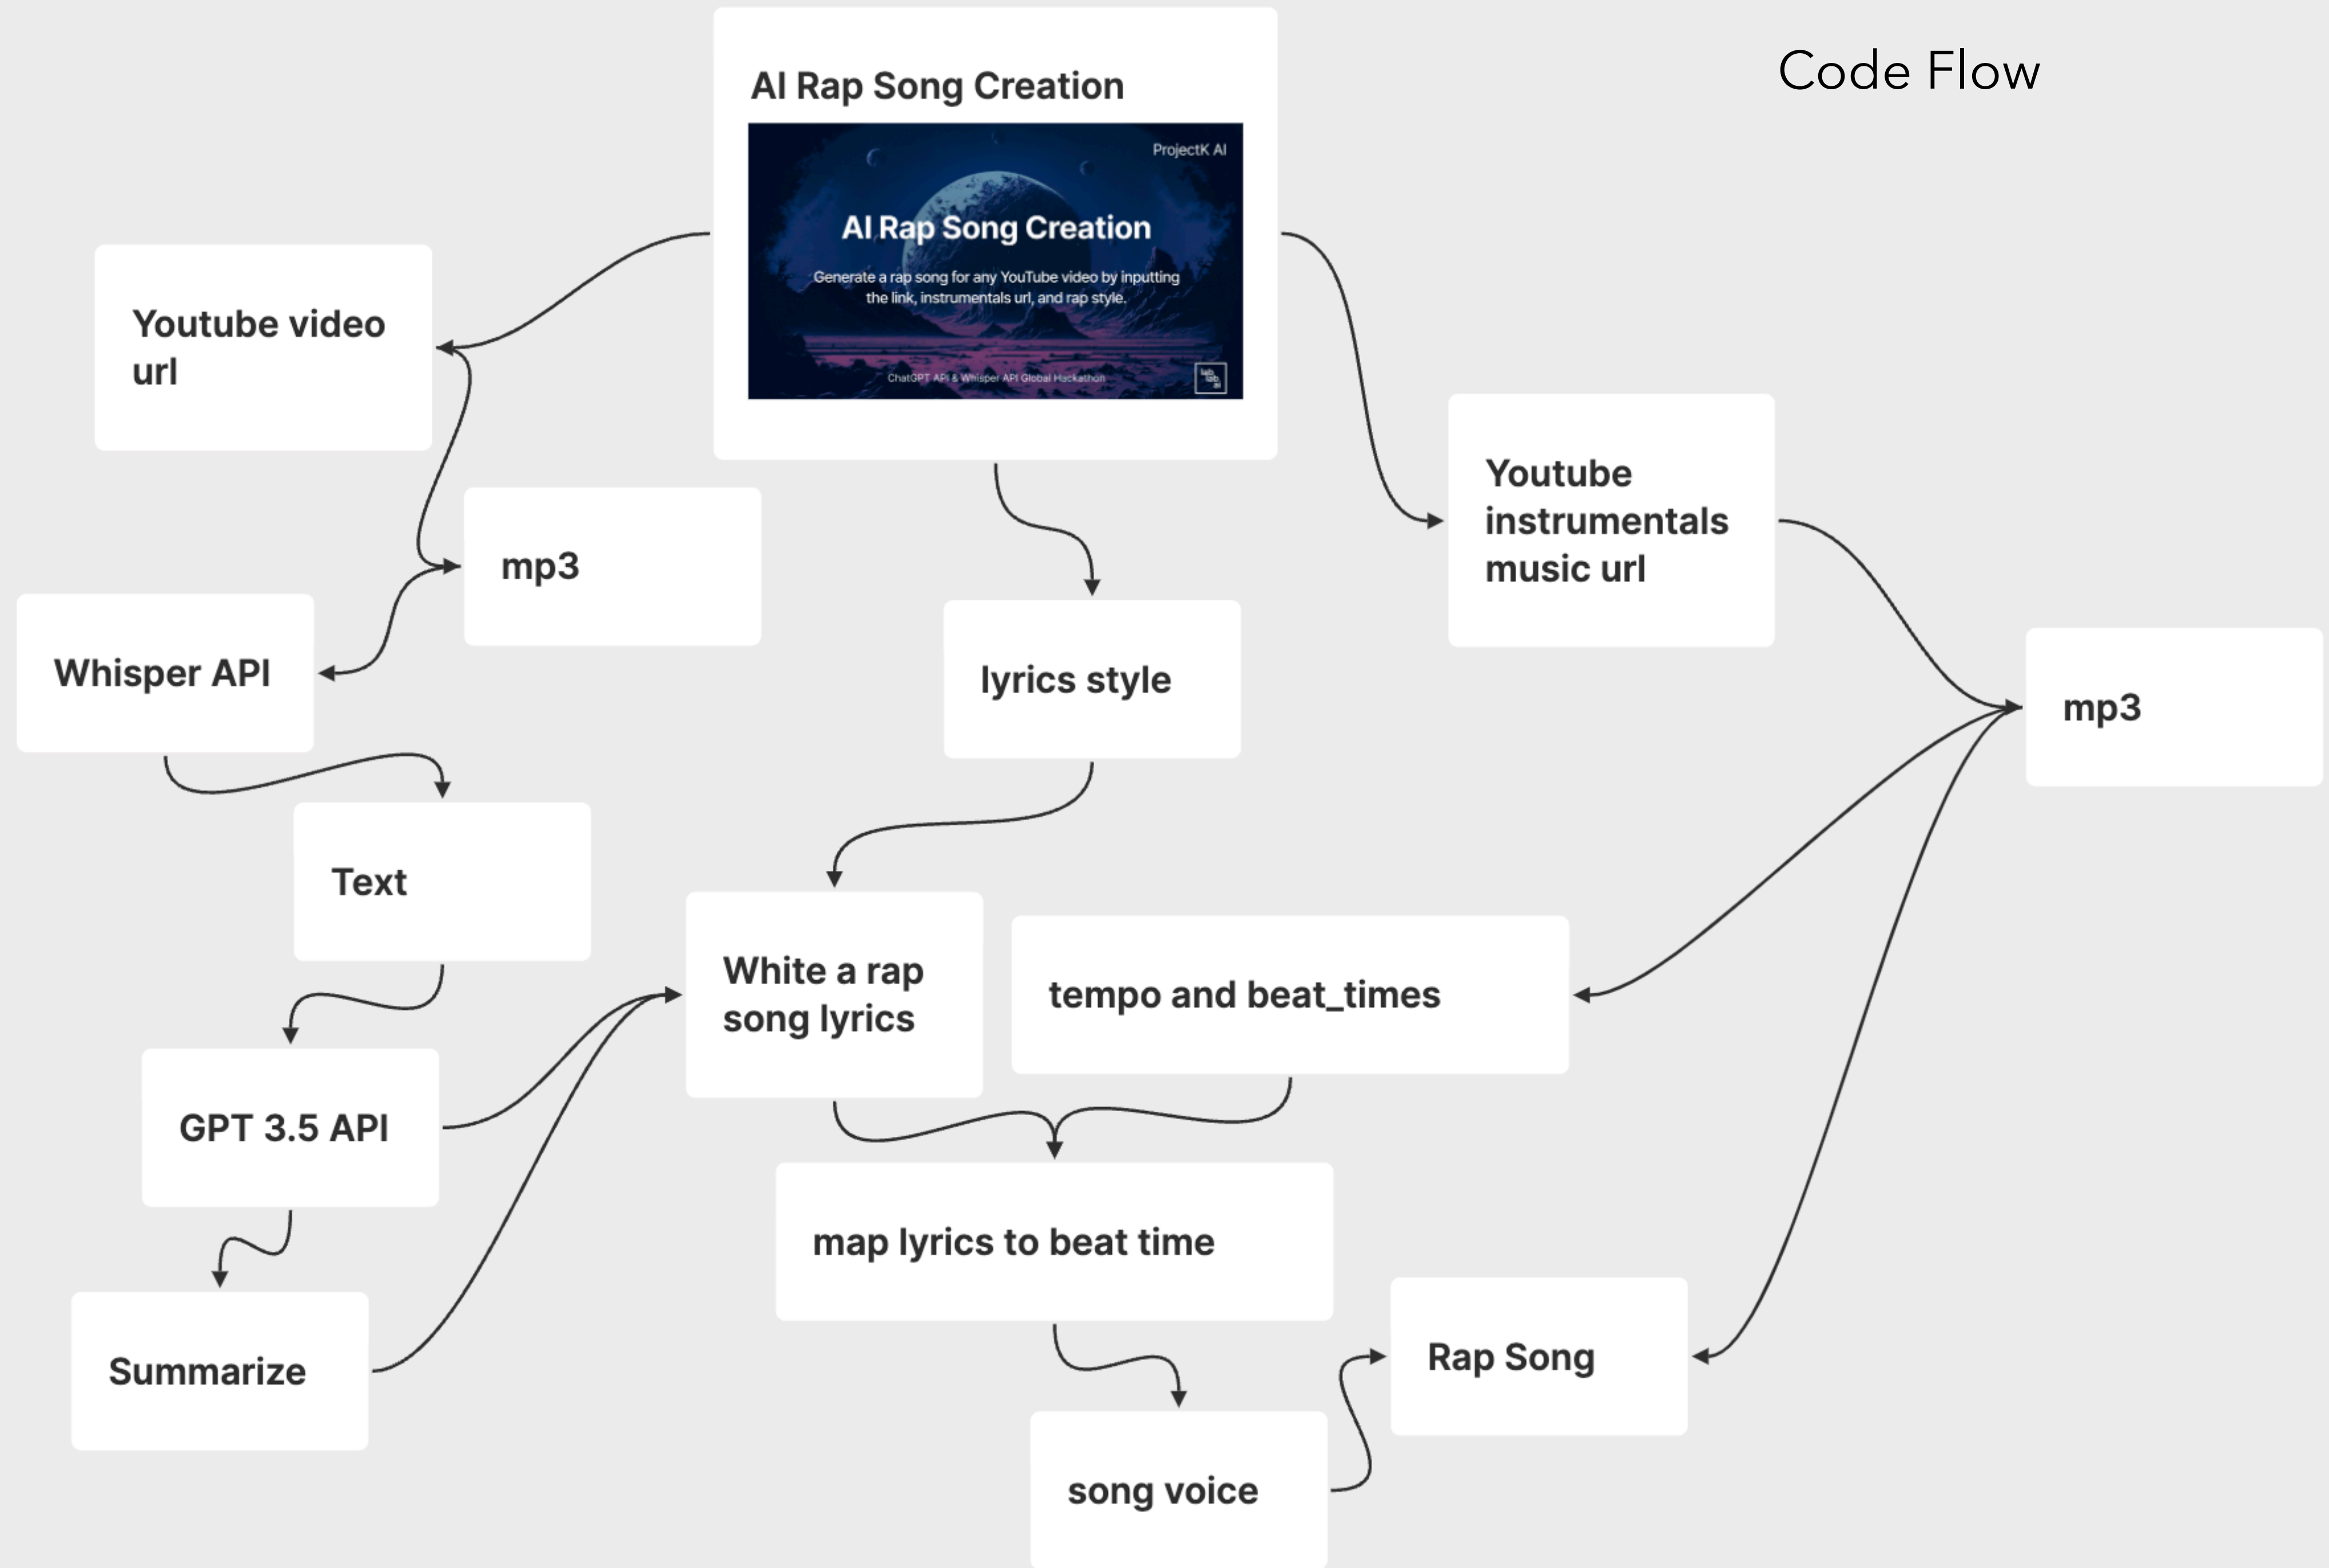 Code Flow
AI Rap Song Creation
ProjectK AI
AI Rap Song Creation
Generate a rap song for any YouTube video by inputting
the link, instrumentals url, and rap style.
ChatGPT API & Whisper API Global Hackathon
lab
lab
ai
Youtube video
url
mp3
Whisper API
Text
GPT 3.5 API
Summarize
lyrics style
White a rap
song lyrics
Youtube
instrumentals
music url
mp3
tempo and beat_times
map lyrics to beat time
song voice
Rap Song